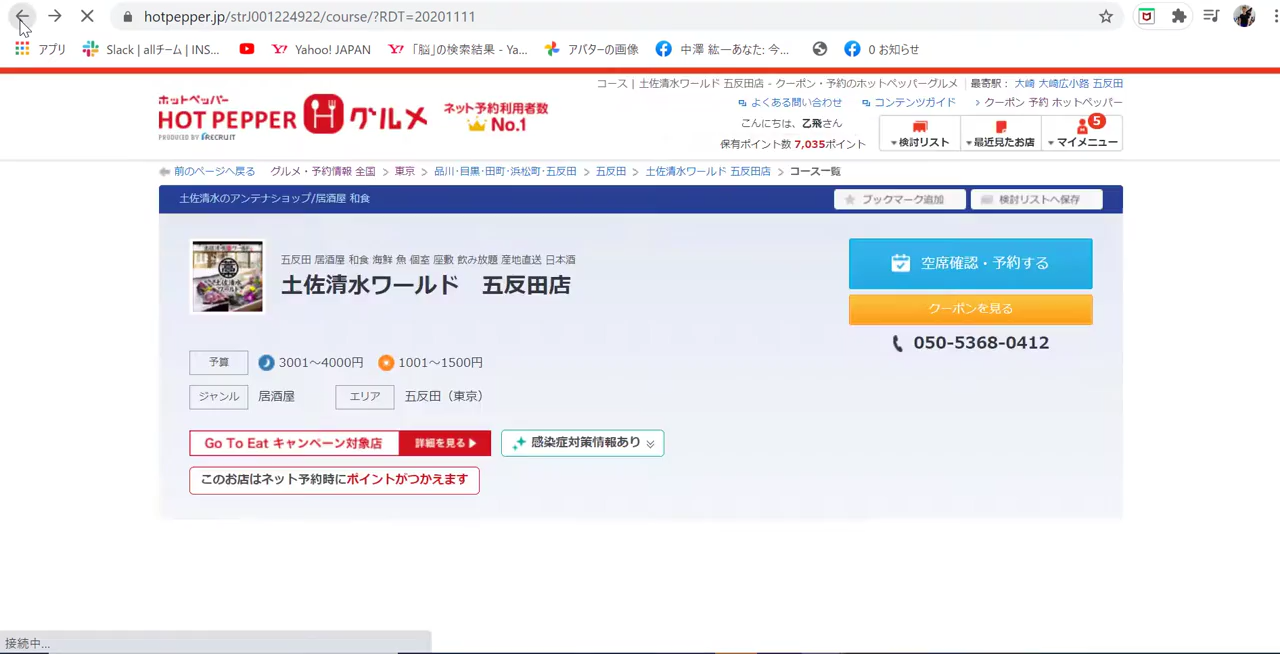 hotpepper.jp/strJ001224922/course/?RDT=20201111
アプリ Slack | allチーム | INS... Yahoo! JAPAN 「脳」の検索結果 - Ya... アバターの画像 中澤 紘一あなた: 今... 0 お知らせ
コース | 土佐清水ワールド 五反田店 - クーポン・予約のホットペッパーグルメ 最寄駅: 大崎 大崎広小路 五反田
ホットペッパー
HOT PEPPER グルメ
PRODUCED BY RECRUIT
ネット予約利用者数
No.1
よくある問い合わせ コンテンツガイド クーポン 予約 ホットペッパー
こんにちは、乙飛さん
保有ポイント数 7,035ポイント
検討リスト 最近見たお店 マイメニュー 5
前のページへ戻る グルメ・予約情報 全国 > 東京 > 品川・目黒・田町・浜松町・五反田 > 五反田 > 土佐清水ワールド 五反田店 > コース一覧
土佐清水のアンテナショップ/居酒屋 和食 ブックマーク追加 検討リストへ保存
土佐清水ワールド
五反田 居酒屋 和食 海鮮 魚 個室 座敷 飲み放題 産地直送 日本酒
土佐清水ワールド 五反田店
空席確認・予約する
クーポンを見る
050-5368-0412
予算 3001～4000円 1001～1500円
ジャンル 居酒屋 エリア 五反田（東京）
Go To Eat キャンペーン対象店 詳細を見る 感染症対策情報あり
このお店はネット予約時にポイントがつかえます
接続中...